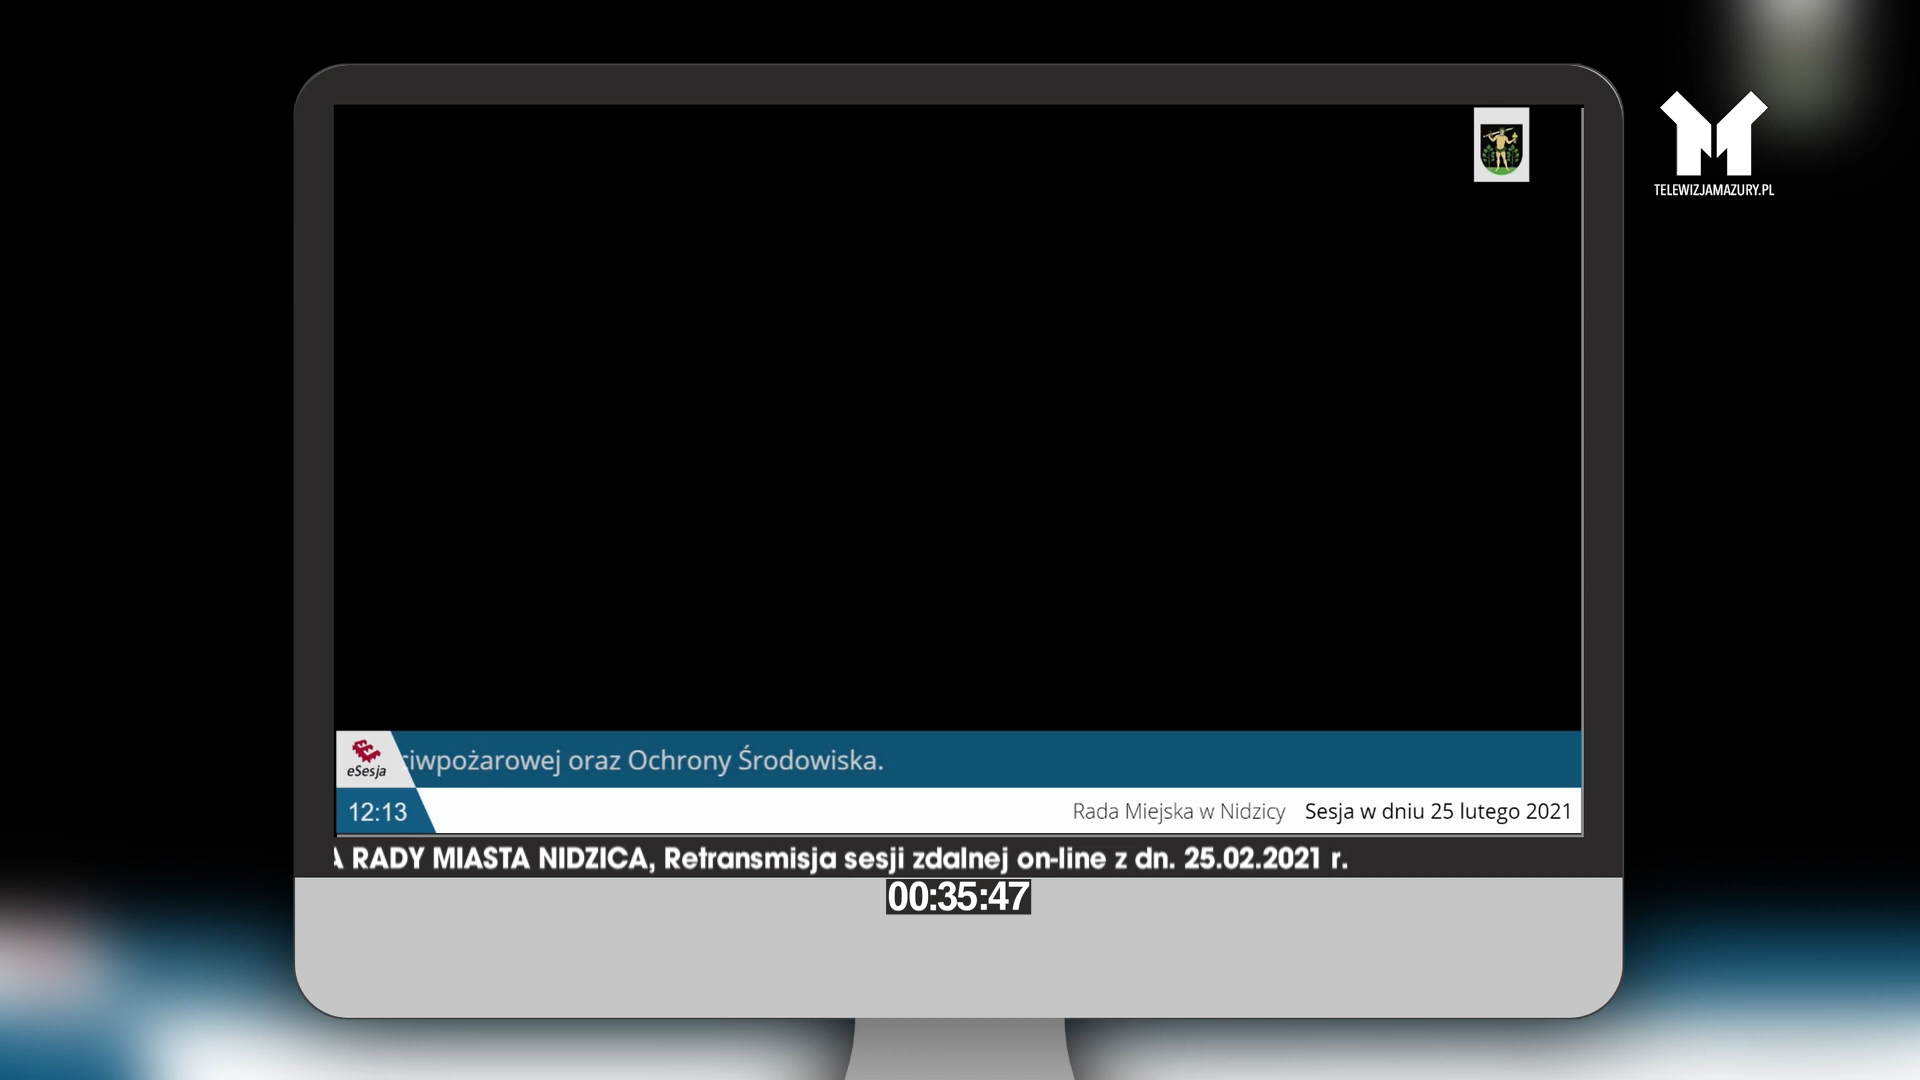 TELEWIZJAMAZURY.PL
eSesja
ciwpożarowej oraz Ochrony Środowiska.
12:13
Rada Miejska w Nidzicy Sesja w dniu 25 lutego 2021
A RADY MIASTA NIDZICA, Retransmisja sesji zdalnej on-line z dn. 25.02.2021 r.
00:35:47